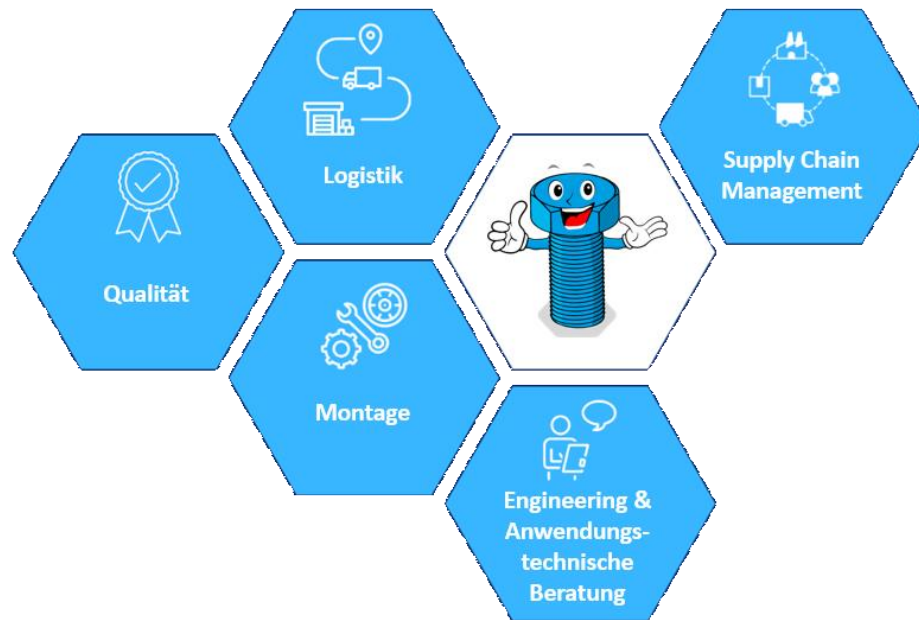 Logistik
Supply Chain
Management
Qualität
Montage
Engineering &
Anwendungs-
technische
Beratung